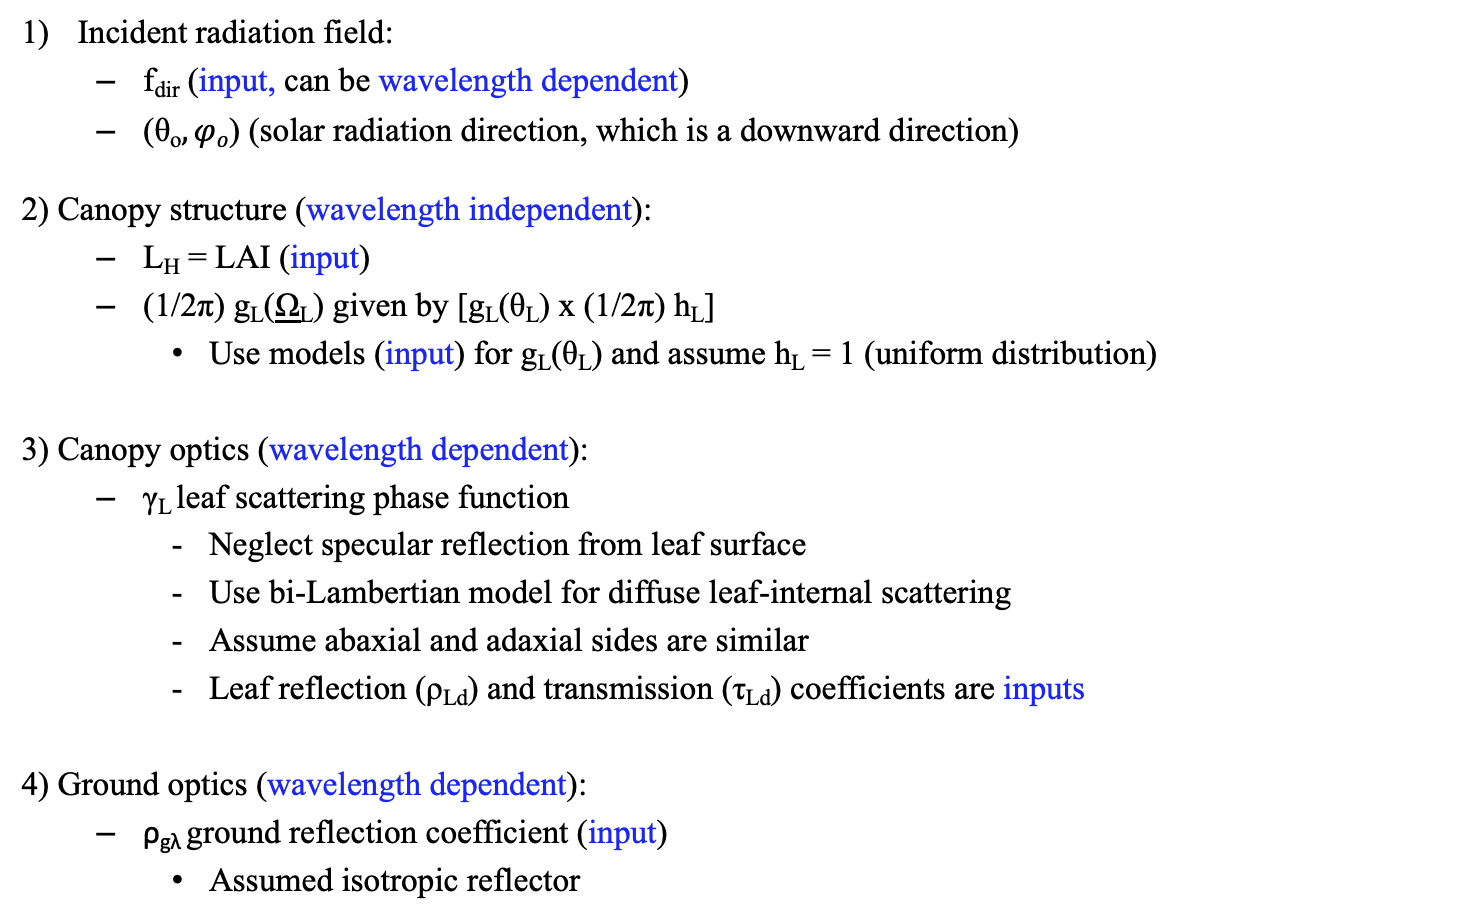 1) Incident radiation field:
– fdir (input, can be wavelength dependent)
– (θo, φo) (solar radiation direction, which is a downward direction)
2) Canopy structure (wavelength independent):
– LH = LAI (input)
– (1/2π) gL(ΩL) given by [gL(θL) x (1/2π) hL]
• Use models (input) for gL(θL) and assume hL = 1 (uniform distribution)
3) Canopy optics (wavelength dependent):
– γL leaf scattering phase function
- Neglect specular reflection from leaf surface
- Use bi-Lambertian model for diffuse leaf-internal scattering
- Assume abaxial and adaxial sides are similar
- Leaf reflection (ρLd) and transmission (τLd) coefficients are inputs
4) Ground optics (wavelength dependent):
– ρgλ ground reflection coefficient (input)
• Assumed isotropic reflector